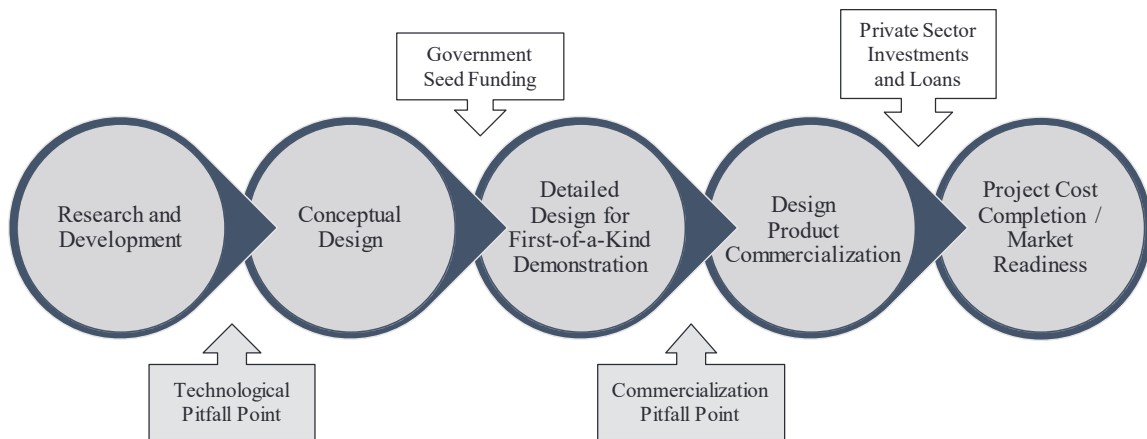 Government
Seed Funding
Private Sector
Investments
and Loans
Research and
Development
Conceptual
Design
Detailed
Design for
First-of-a-Kind
Demonstration
Design
Product
Commercialization
Project Cost
Completion /
Market
Readiness
Technological
Pitfall Point
Commercialization
Pitfall Point